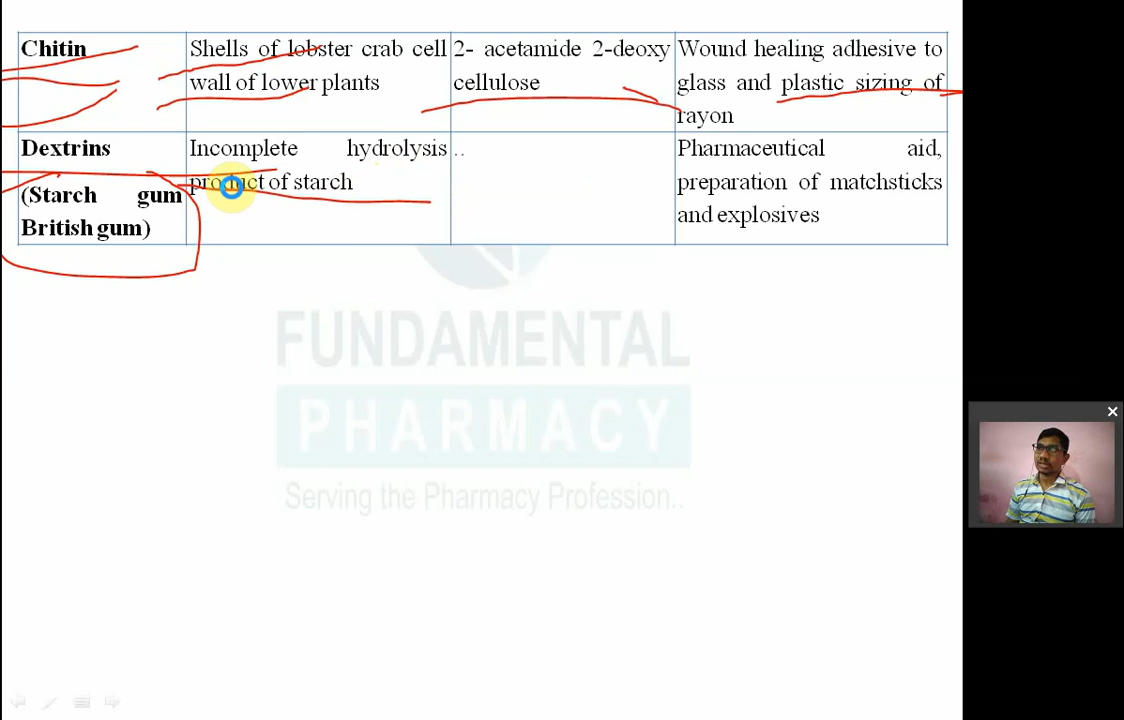 Chitin
Shells of lobster crab cell
wall of lower plants
2- acetamide 2-deoxy
cellulose
Wound healing adhesive to
glass and plastic sizing of
rayon
Dextrins
(Starch gum
British gum)
Incomplete hydrolysis
product of starch
..
Pharmaceutical aid,
preparation of matchsticks
and explosives
FUNDAMENTAL
PHARMACY
Serving the Pharmacy Profession..